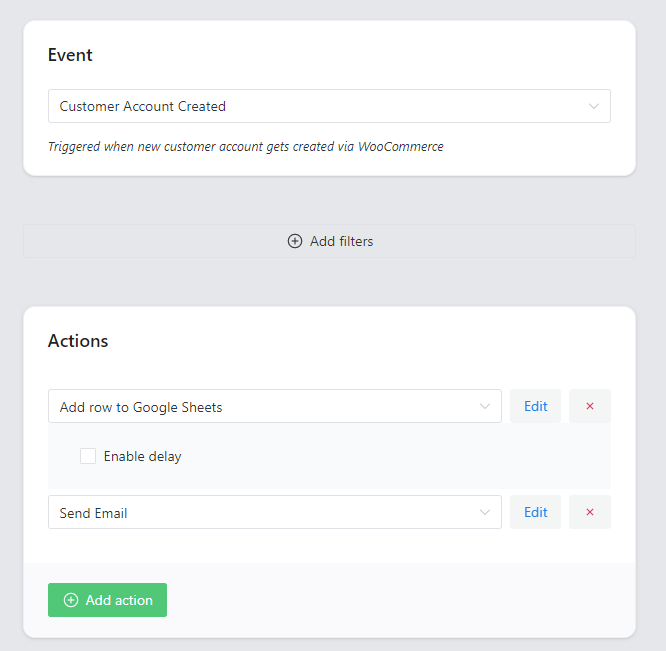 Event
Customer Account Created
Triggered when new customer account gets created via WooCommerce
Add filters
Actions
Add row to Google Sheets Edit ×
Enable delay
Send Email Edit ×
Add action